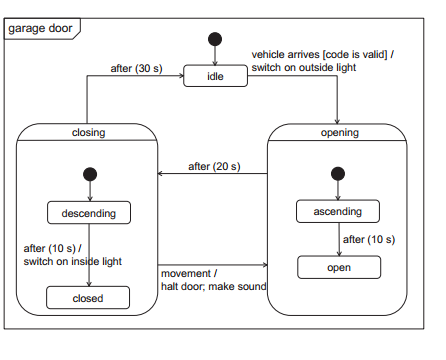 garage door
vehicle arrives [code is valid] /
switch on outside light
after (30 s)
idle
closing
opening
after (20 s)
descending
ascending
after (10 s) /
switch on inside light
after (10 s)
open
movement /
halt door; make sound
closed